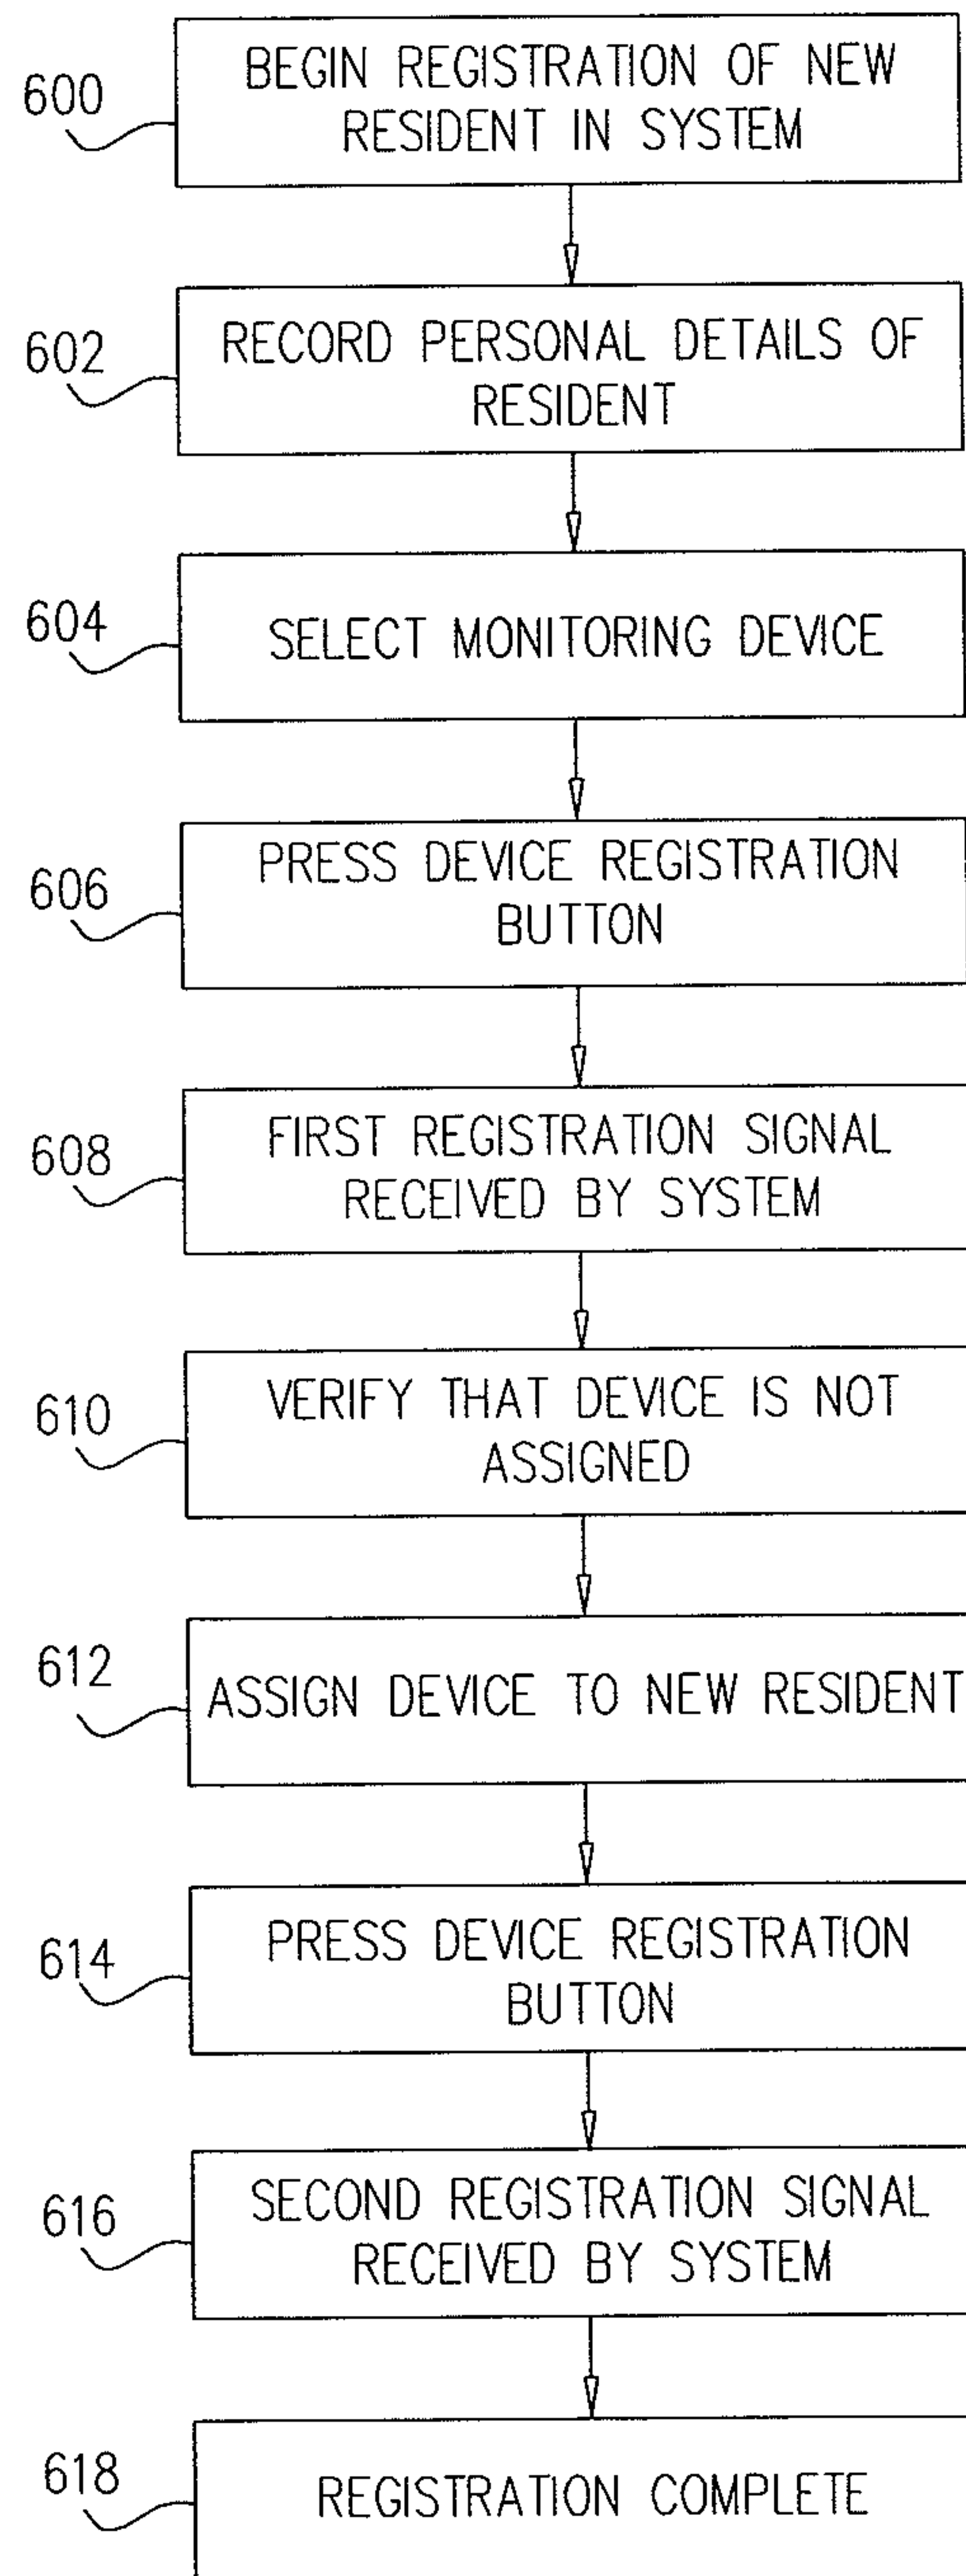 600
BEGIN REGISTRATION OF NEW
RESIDENT IN SYSTEM
602
RECORD PERSONAL DETAILS OF
RESIDENT
604
SELECT MONITORING DEVICE
606
PRESS DEVICE REGISTRATION
BUTTON
608
FIRST REGISTRATION SIGNAL
RECEIVED BY SYSTEM
610
VERIFY THAT DEVICE IS NOT
ASSIGNED
612
ASSIGN DEVICE TO NEW RESIDENT
614
PRESS DEVICE REGISTRATION
BUTTON
616
SECOND REGISTRATION SIGNAL
RECEIVED BY SYSTEM
618
REGISTRATION COMPLETE